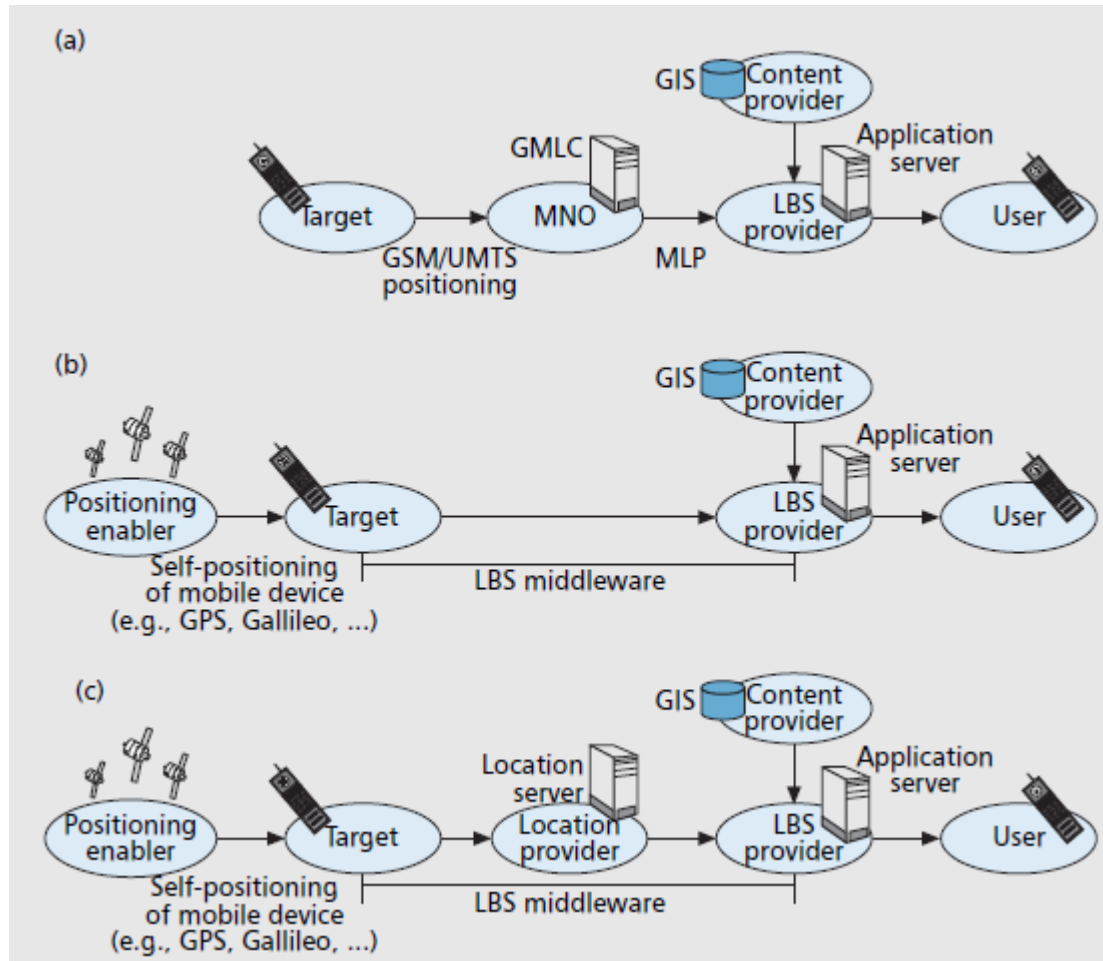 (a)
GIS
Content
provider
GMLC
Application
server
Target
MNO
LBS
provider
User
GSM/UMTS
positioning
MLP
(b)
GIS
Content
provider
Application
server
Positioning
enabler
Target
LBS
provider
User
Self-positioning
of mobile device
(e.g., GPS, Gallileo, ...)
LBS middleware
(c)
GIS
Content
provider
Location
server
Application
server
Positioning
enabler
Target
Location
provider
LBS
provider
User
Self-positioning
of mobile device
(e.g., GPS, Gallileo, ...)
LBS middleware